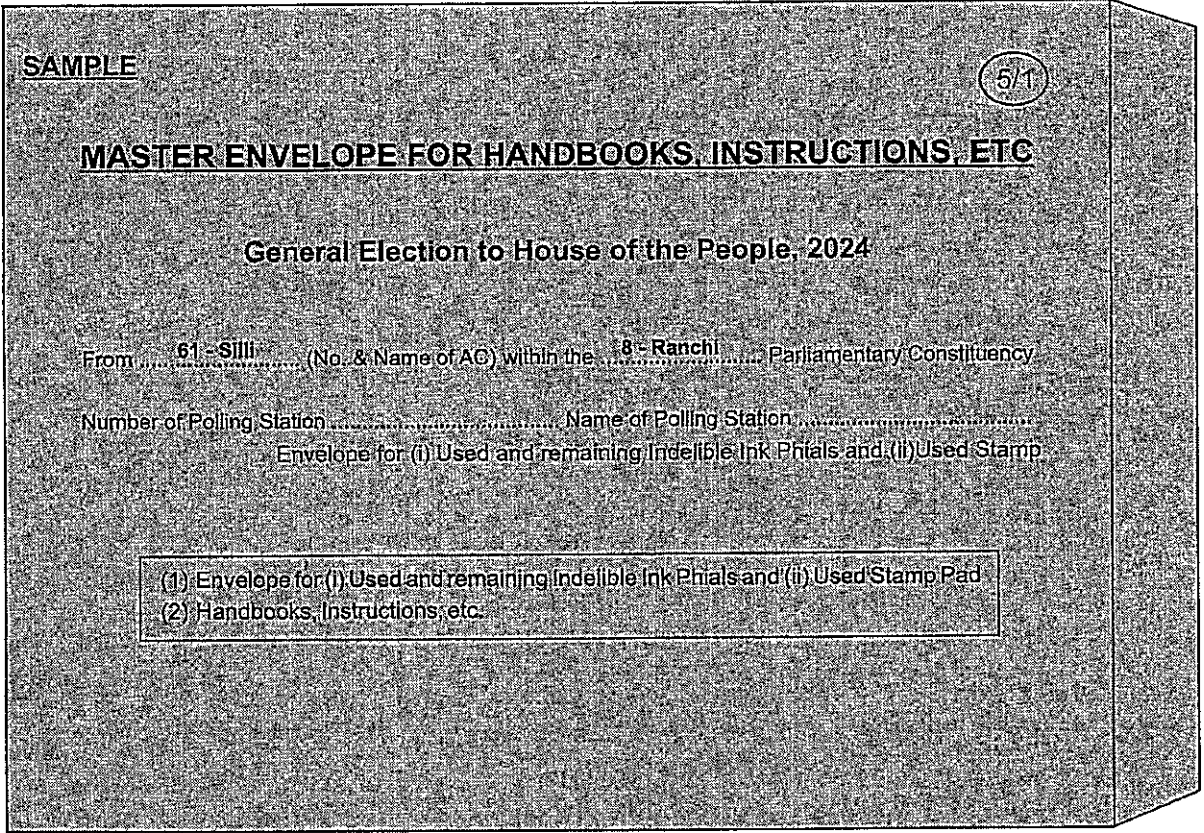 SAMPLE
5/1
MASTER ENVELOPE FOR HANDBOOKS, INSTRUCTIONS, ETC
General Election to House of the People, 2024
From ....61 - Silli.... (No. & Name of AC) within the ...8 - Ranchi....... Parliamentary Constituency
Number of Polling Station ........................................ Name of Polling Station ........................................
Envelope for (i) Used and remaining Indelible Ink Phials and (ii)Used Stamp
(1) Envelope for (i) Used and remaining Indelible Ink Phials and (ii) Used Stamp Pad
(2) Handbooks, Instructions, etc.